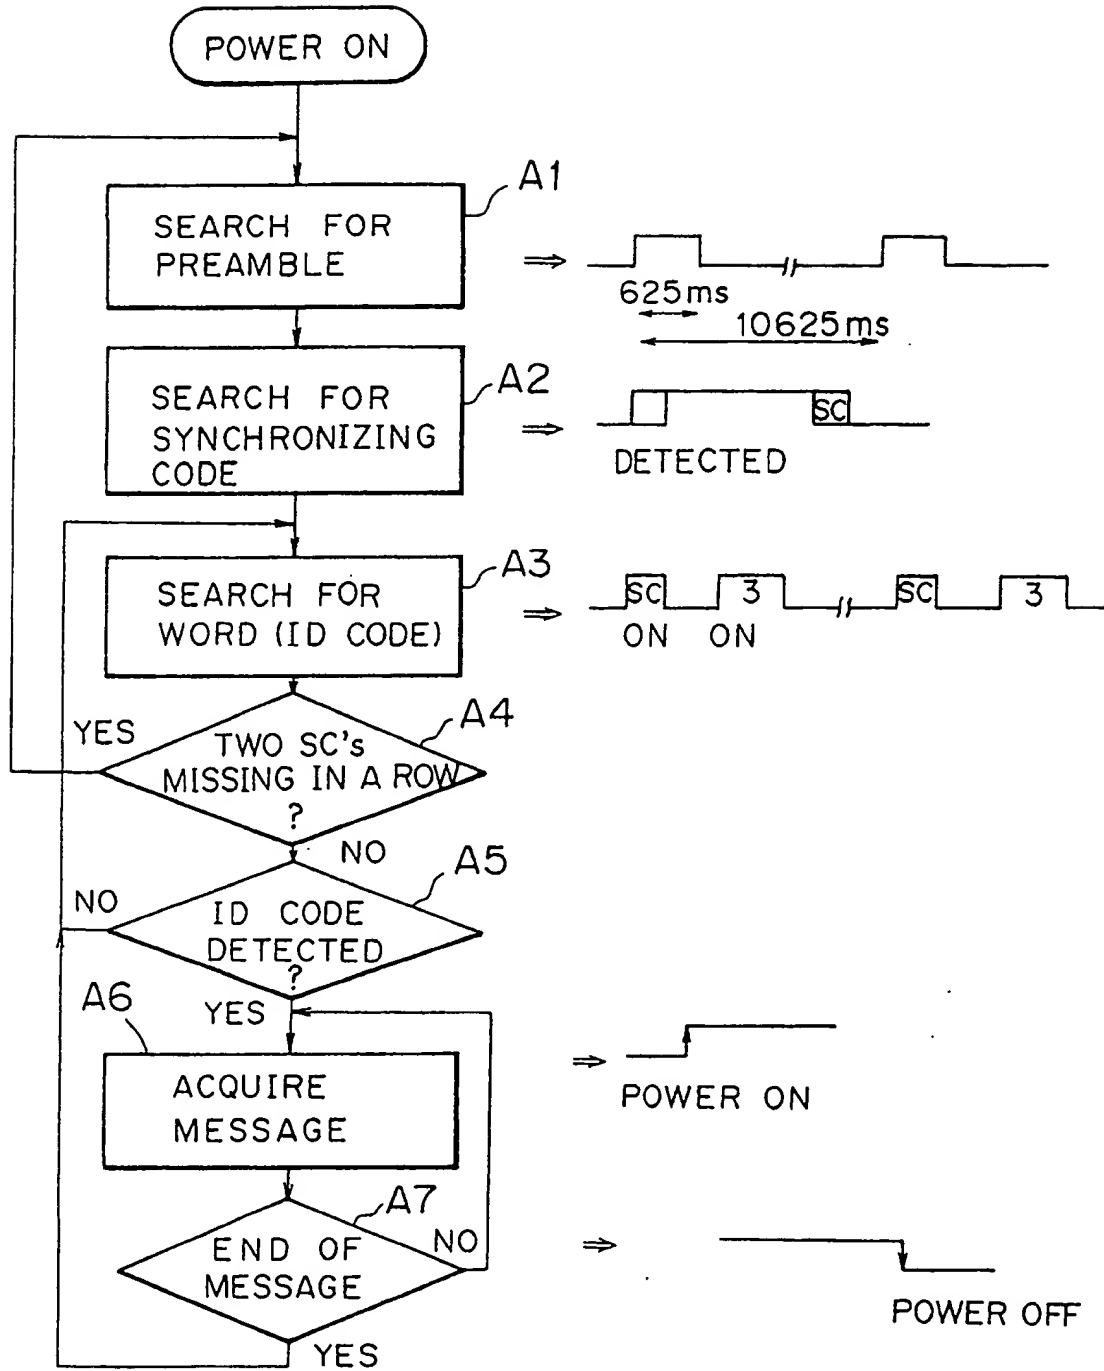 POWER ON
A1
SEARCH FOR
PREAMBLE
625ms
10625ms
A2
SEARCH FOR
SYNCHRONIZING
CODE
SC
DETECTED
A3
SEARCH FOR
WORD (ID CODE)
SC 3 SC 3
ON ON
A4
YES
TWO SC's
MISSING IN A ROW
?
NO
A5
NO
ID CODE
DETECTED
?
YES
A6
ACQUIRE
MESSAGE
POWER ON
A7
END OF
MESSAGE
NO
POWER OFF
YES